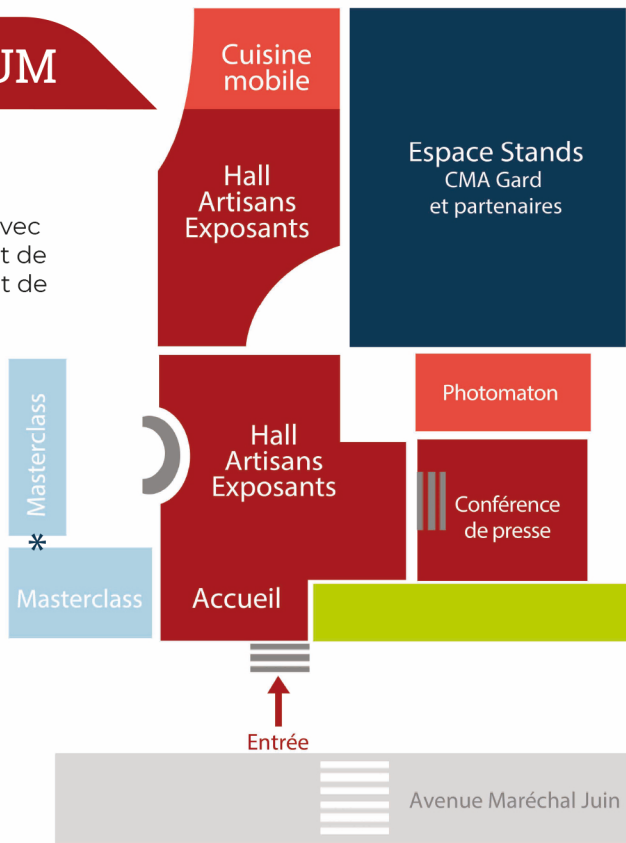 UM
Cuisine
mobile
Hall
Artisans
Exposants
Espace Stands
CMA Gard
et partenaires
vec
t de
t de
Masterclass
*
Masterclass
Hall
Artisans
Exposants
Accueil
Photomaton
Conférence
de presse
Entrée
Avenue Maréchal Juin